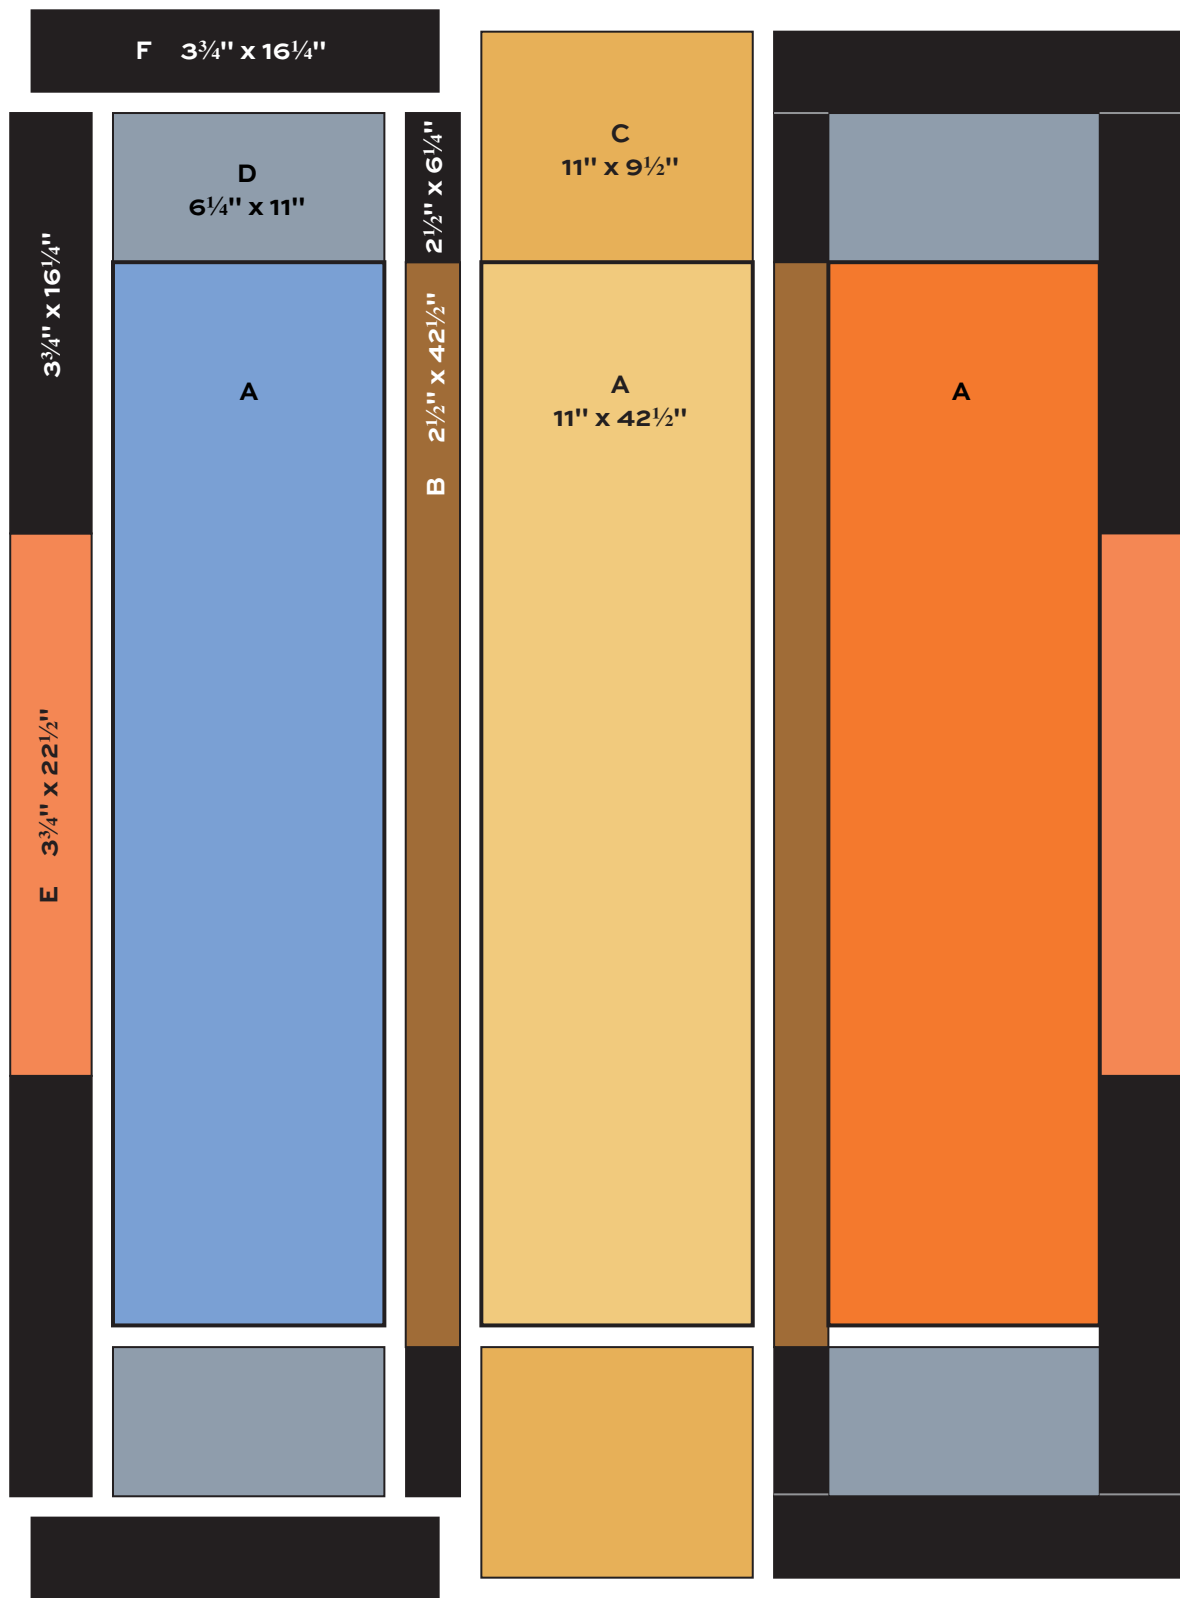 F 3¾" x 16¼"
3¾" x 16¼"
E 3¾" x 22½"
D
6¼" x 11"
A
2½" x 6¼"
B 2½" x 42½"
C
11" x 9½"
A
11" x 42½"
A